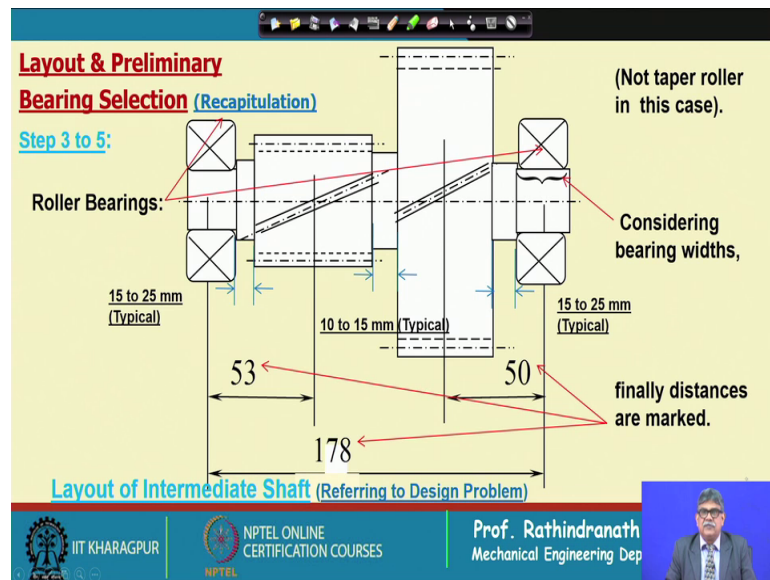 Layout & Preliminary
Bearing Selection (Recapitulation)
Step 3 to 5:
(Not taper roller
in this case).
Roller Bearings:
Considering
bearing widths,
15 to 25 mm
(Typical)
10 to 15 mm (Typical)
15 to 25 mm
(Typical)
53
50
finally distances
are marked.
178
Layout of Intermediate Shaft (Referring to Design Problem)
IIT KHARAGPUR
NPTEL
NPTEL ONLINE
CERTIFICATION COURSES
Prof. Rathindranath
Mechanical Engineering Dep